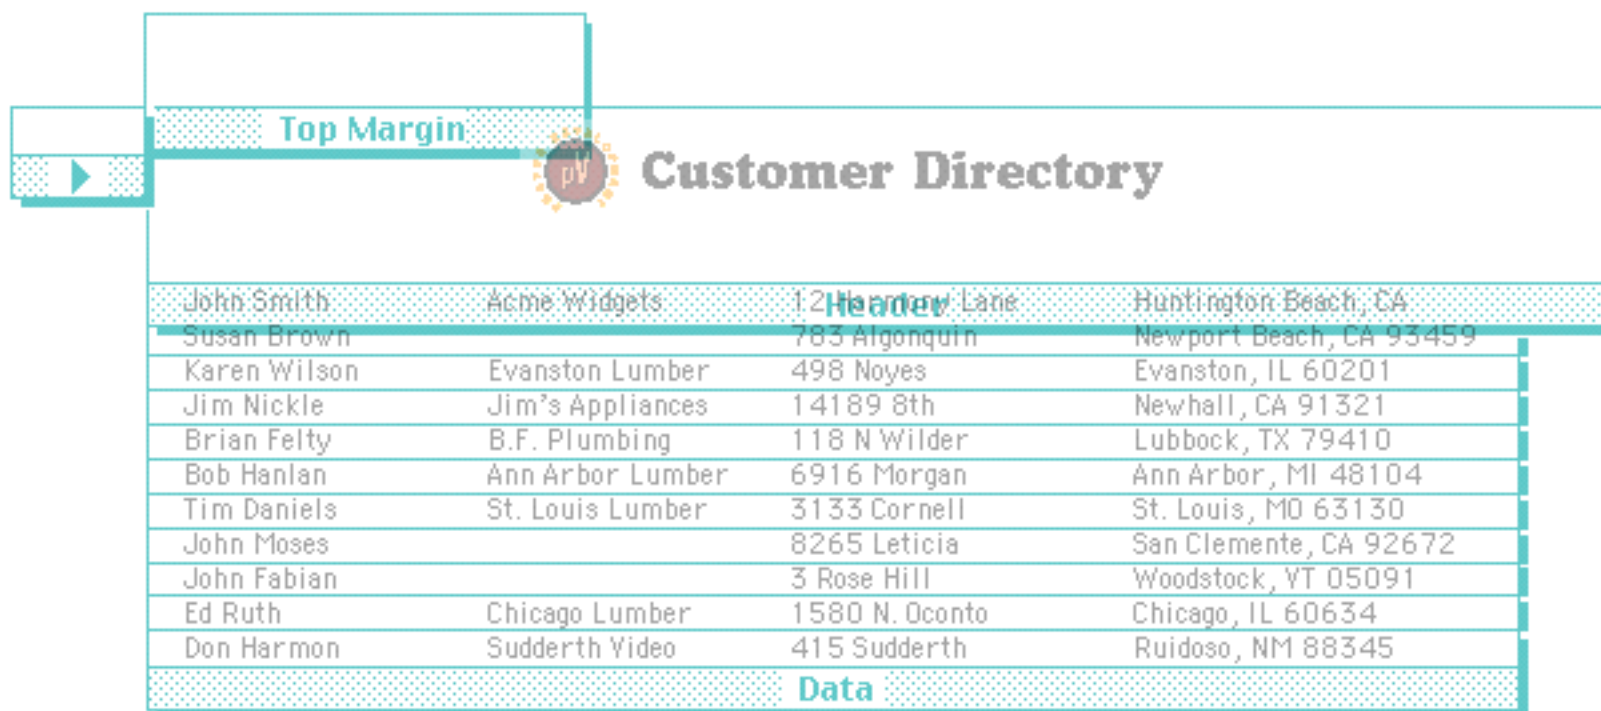 Top Margin
pV Customer Directory
John Smith Acme Widgets 12 Harmony Lane Huntington Beach, CA
Header
Susan Brown 783 Algonquin Newport Beach, CA 93459
Karen Wilson Evanston Lumber 498 Noyes Evanston, IL 60201
Jim Nickle Jim's Appliances 14189 8th Newhall, CA 91321
Brian Felty B.F. Plumbing 118 N Wilder Lubbock, TX 79410
Bob Hanlan Ann Arbor Lumber 6916 Morgan Ann Arbor, MI 48104
Tim Daniels St. Louis Lumber 3133 Cornell St. Louis, MO 63130
John Moses 8265 Leticia San Clemente, CA 92672
John Fabian 3 Rose Hill Woodstock, VT 05091
Ed Ruth Chicago Lumber 1580 N. Oconto Chicago, IL 60634
Don Harmon Sudderth Video 415 Sudderth Ruidoso, NM 88345
Data